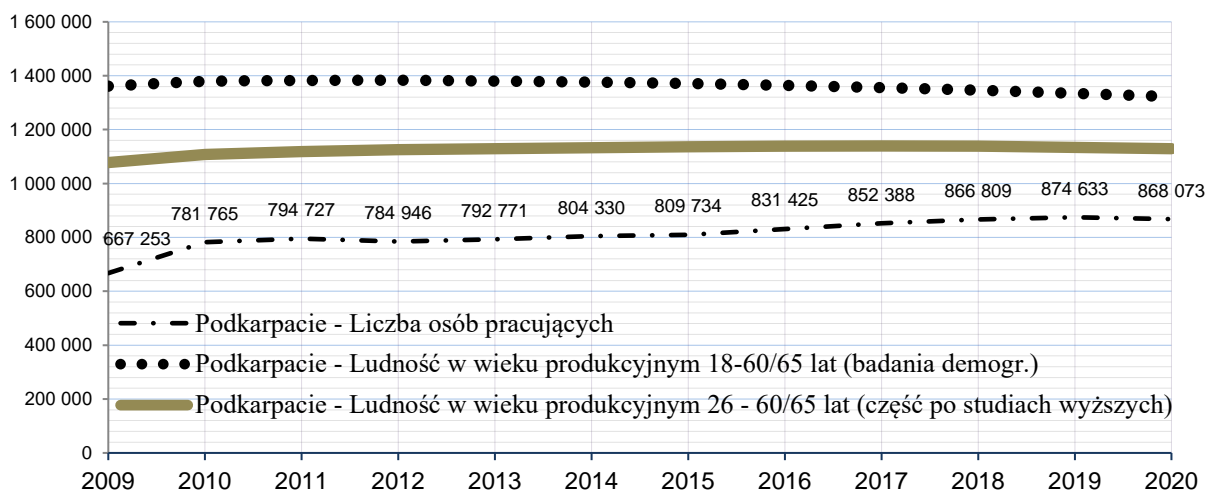 1 600 000
1 400 000
1 200 000
1 000 000
800 000
600 000
400 000
200 000
0
667 253
781 765
794 727
784 946
792 771
804 330
809 734
831 425
852 388
866 809
874 633
868 073
Podkarpacie - Liczba osób pracujących
Podkarpacie - Ludność w wieku produkcyjnym 18-60/65 lat (badania demogr.)
Podkarpacie - Ludność w wieku produkcyjnym 26 - 60/65 lat (część po studiach wyższych)
2009 2010 2011 2012 2013 2014 2015 2016 2017 2018 2019 2020